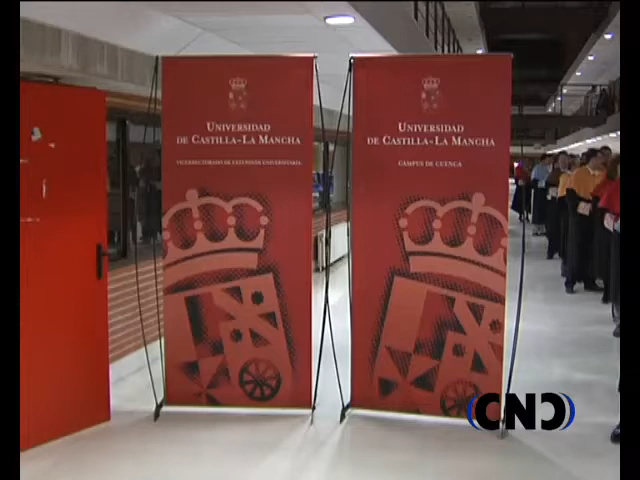 UNIVERSIDAD
DE CASTILLA-LA MANCHA
VICERRECTORADO DE EXTENSIÓN UNIVERSITARIA
UNIVERSIDAD
DE CASTILLA-LA MANCHA
CAMPUS DE CUENCA
CNC